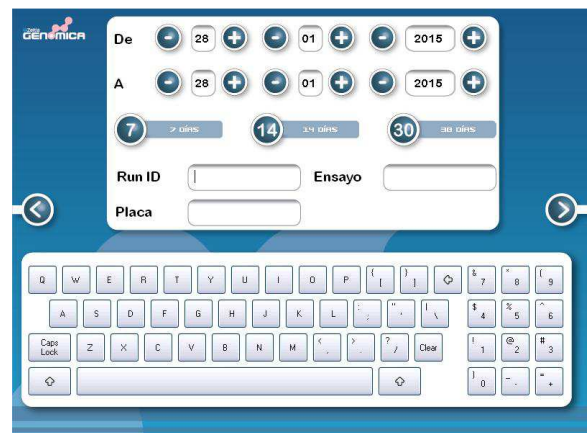 GENOMICA
De - 28 + - 01 + - 2015 +
A - 28 + - 01 + - 2015 +
7 7 DÍAS 14 14 DÍAS 30 30 DÍAS
Run ID Ensayo
Placa
Q W E R T Y U I O P { [ } ] & 7 * 8 ( 9
A S D F G H J K L : ; " ' | \ $ 4 % 5 ^ 6
Caps Lock Z X C V B N M < , > . ? / Clear ! 1 @ 2 # 3
) 0 - . = +